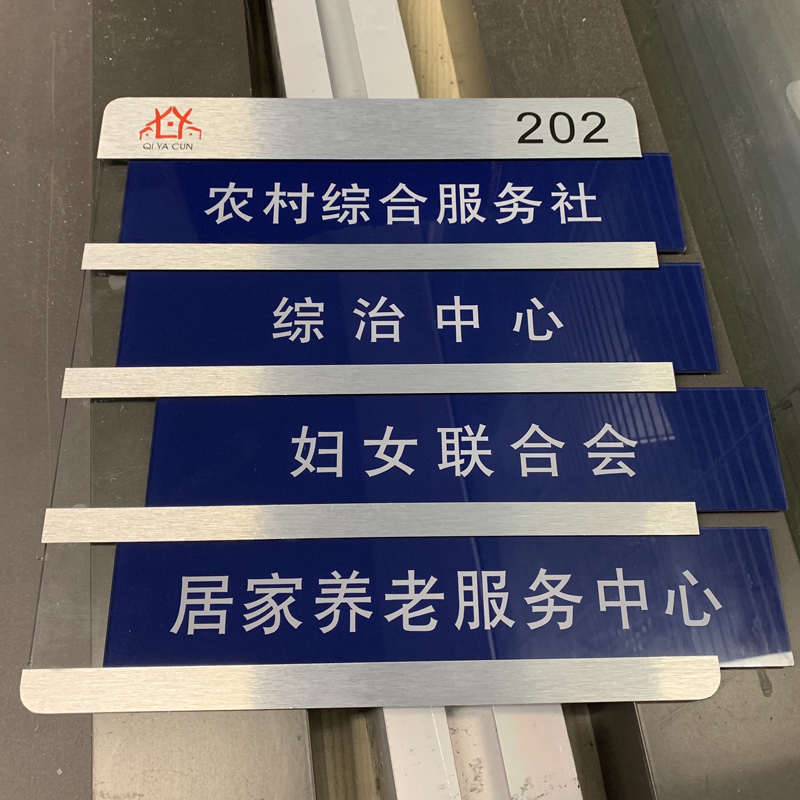 QI YA CUN
202
农村综合服务社
综治中心
妇女联合会
居家养老服务中心